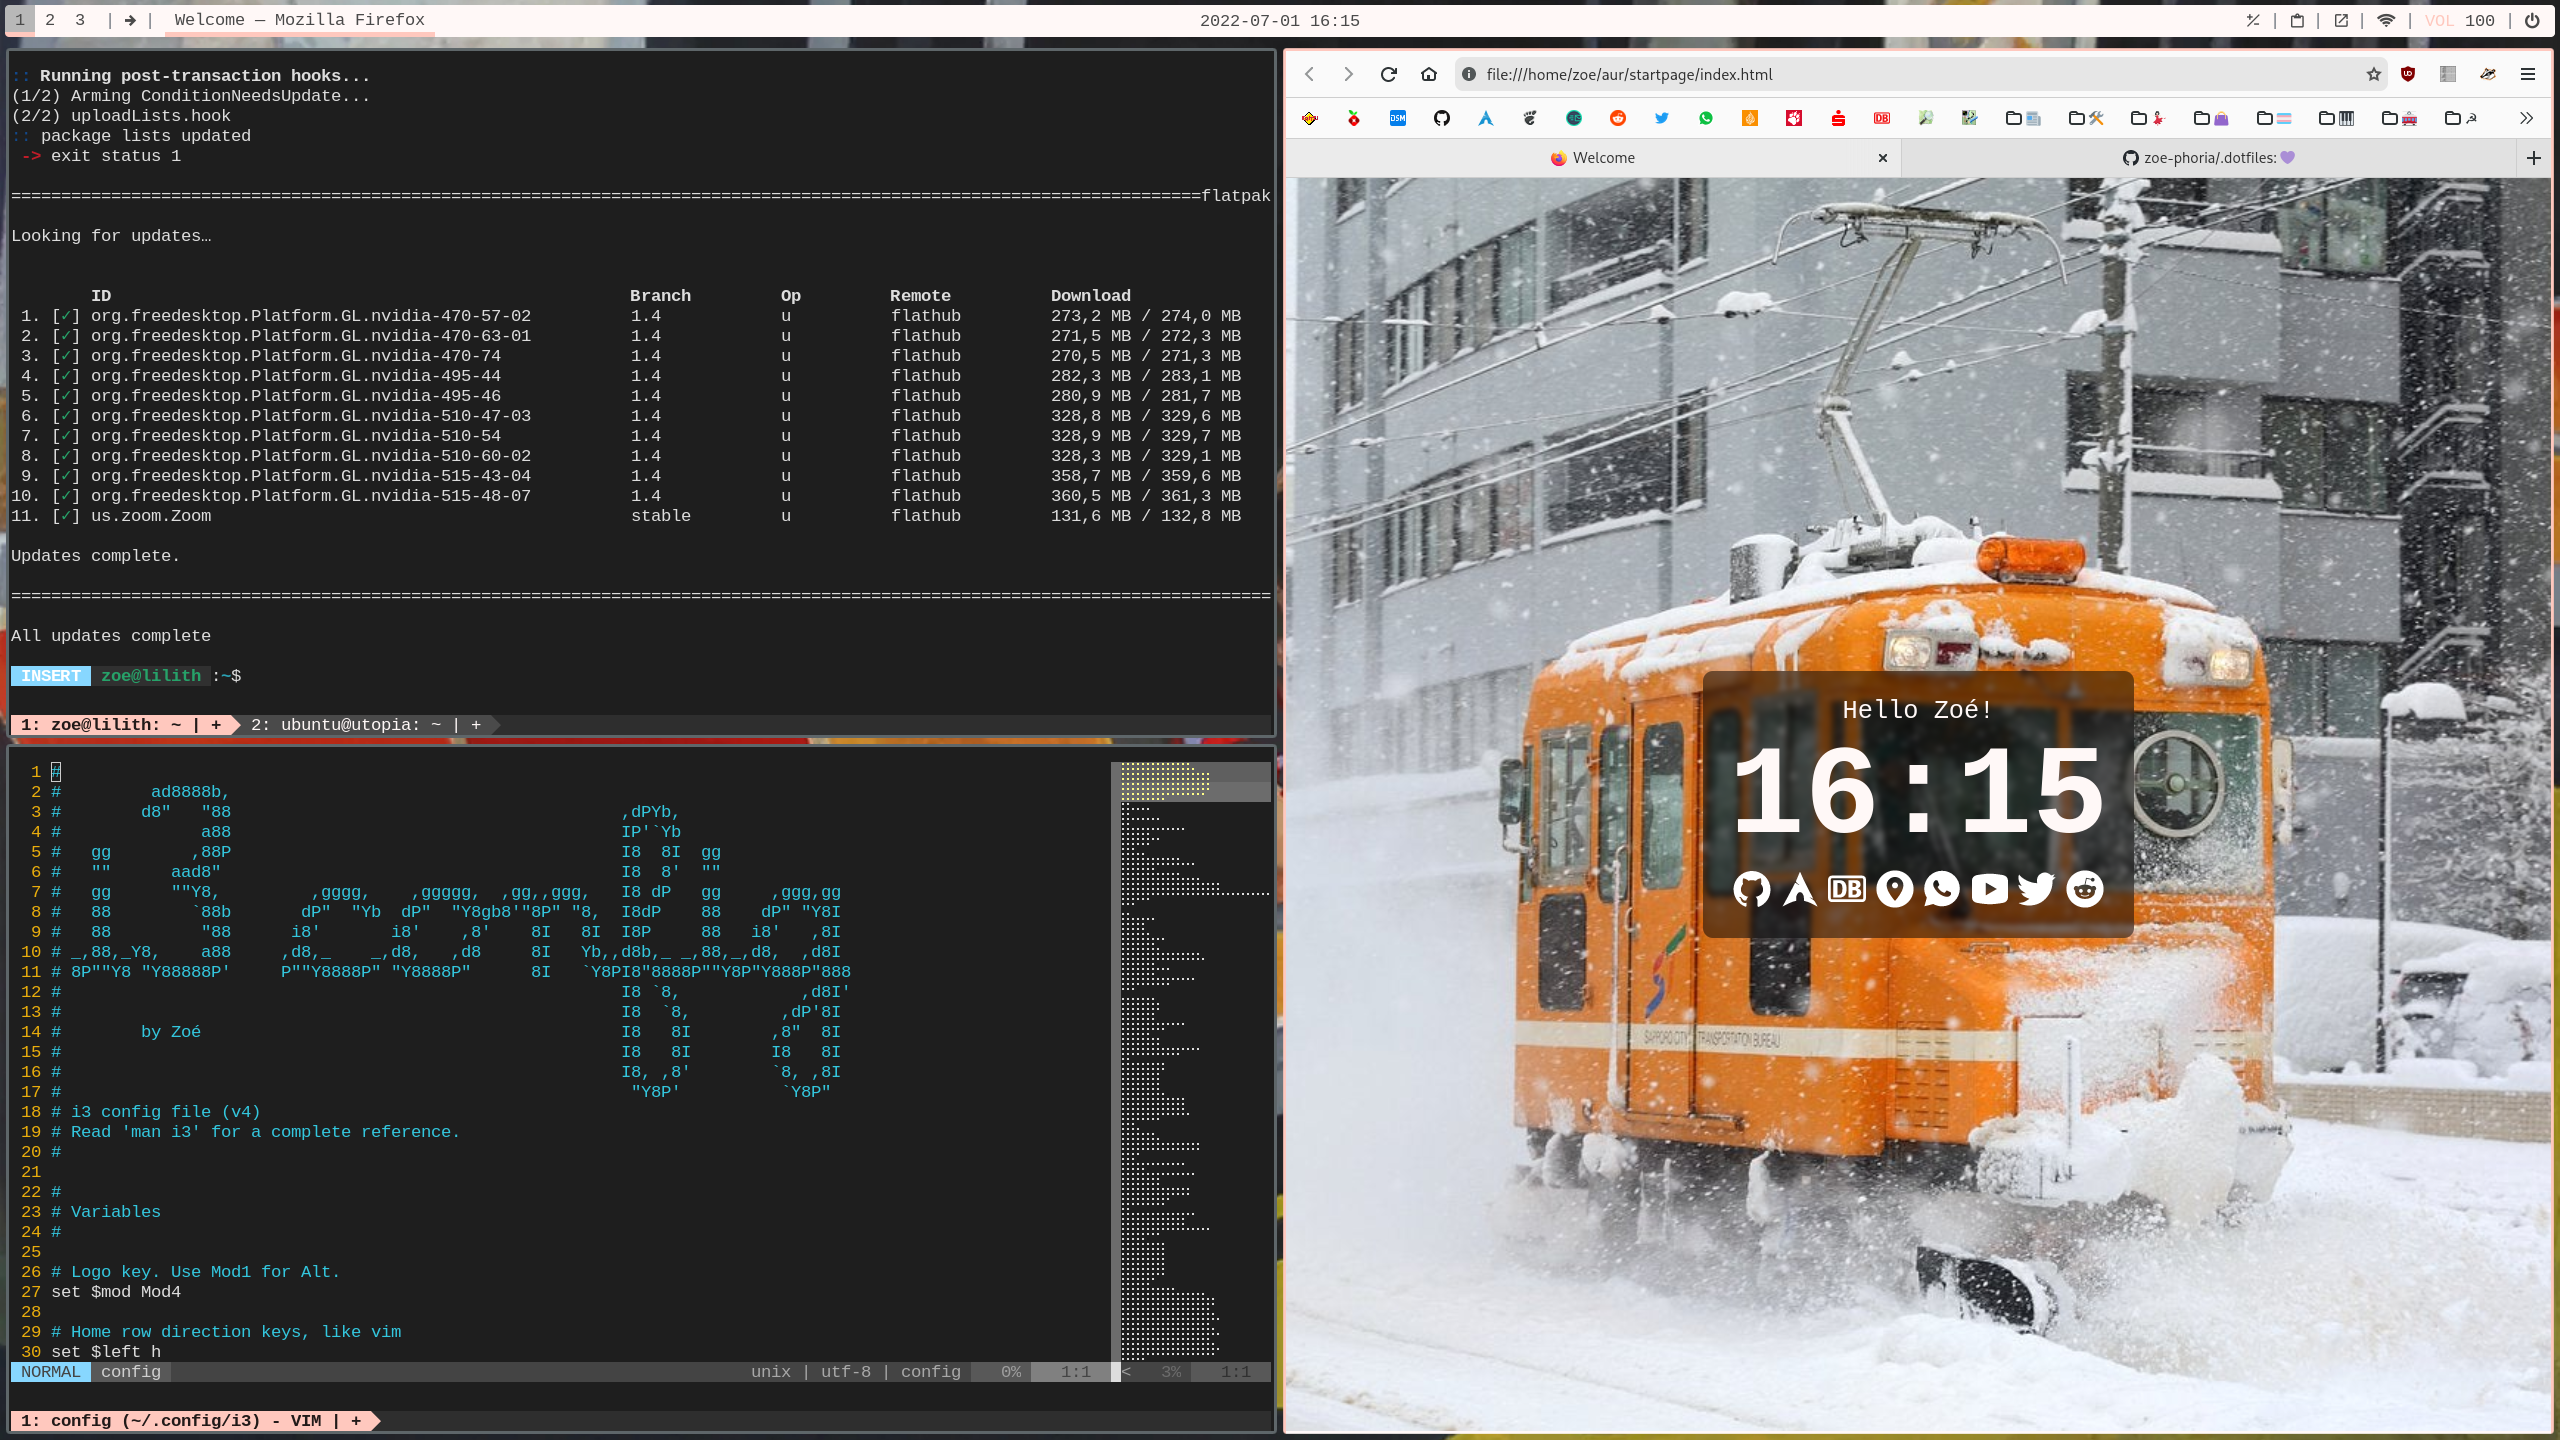 1 2 3 | ➔ | Welcome — Mozilla Firefox
2022-07-01 16:15
| | | | VOL 100 |
:: Running post-transaction hooks...
(1/2) Arming ConditionNeedsUpdate...
(2/2) uploadLists.hook
:: package lists updated
-> exit status 1
=======================================================================================================================flatpak
Looking for updates…
ID Branch Op Remote Download
1. [✓] org.freedesktop.Platform.GL.nvidia-470-57-02 1.4 u flathub 273,2 MB / 274,0 MB
2. [✓] org.freedesktop.Platform.GL.nvidia-470-63-01 1.4 u flathub 271,5 MB / 272,3 MB
3. [✓] org.freedesktop.Platform.GL.nvidia-470-74 1.4 u flathub 270,5 MB / 271,3 MB
4. [✓] org.freedesktop.Platform.GL.nvidia-495-44 1.4 u flathub 282,3 MB / 283,1 MB
5. [✓] org.freedesktop.Platform.GL.nvidia-495-46 1.4 u flathub 280,9 MB / 281,7 MB
6. [✓] org.freedesktop.Platform.GL.nvidia-510-47-03 1.4 u flathub 328,8 MB / 329,6 MB
7. [✓] org.freedesktop.Platform.GL.nvidia-510-54 1.4 u flathub 328,9 MB / 329,7 MB
8. [✓] org.freedesktop.Platform.GL.nvidia-510-60-02 1.4 u flathub 328,3 MB / 329,1 MB
9. [✓] org.freedesktop.Platform.GL.nvidia-515-43-04 1.4 u flathub 358,7 MB / 359,6 MB
10. [✓] org.freedesktop.Platform.GL.nvidia-515-48-07 1.4 u flathub 360,5 MB / 361,3 MB
11. [✓] us.zoom.Zoom stable u flathub 131,6 MB / 132,8 MB
Updates complete.
==============================================================================================================================
All updates complete
INSERT zoe@lilith :~$
1: zoe@lilith: ~ | + 2: ubuntu@utopia: ~ | +
1 #
2 #         ad8888b,
3 #        d8"   "88                                       ,dPYb,
4 #              a88                                       IP'`Yb
5 #   gg        ,88P                                       I8  8I  gg
6 #   ""      aad8"                                        I8  8'  ""
7 #   gg      ""Y8,         ,gggg,    ,ggggg,  ,gg,,ggg,   I8 dP   gg     ,ggg,gg
8 #   88        `88b       dP"  "Yb  dP"  "Y8gb8'"8P" "8,  I8dP    88    dP" "Y8I
9 #   88         "88      i8'       i8'    ,8'    8I   8I  I8P     88   i8'   ,8I
10 # _,88,_Y8,    a88     ,d8,_    _,d8,   ,d8     8I   Yb,,d8b,_ _,88,_,d8,  ,d8I
11 # 8P""Y8 "Y88888P'     P""Y8888P" "Y8888P"      8I   `Y8PI8"8888P""Y8P"Y888P"888
12 #                                                        I8 `8,            ,d8I'
13 #                                                        I8  `8,         ,dP'8I
14 #        by Zoé                                          I8   8I        ,8"  8I
15 #                                                        I8   8I        I8   8I
16 #                                                        I8, ,8'        `8, ,8I
17 #                                                         "Y8P'          `Y8P"
18 # i3 config file (v4)
19 # Read 'man i3' for a complete reference.
20 #
21
22 #
23 # Variables
24 #
25
26 # Logo key. Use Mod1 for Alt.
27 set $mod Mod4
28
29 # Home row direction keys, like vim
30 set $left h
NORMAL config unix | utf-8 | config 0% 1:1 < 3% 1:1
1: config (~/.config/i3) - VIM | +
file:///home/zoe/aur/startpage/index.html
DSM
DB
Welcome
zoe-phoria/.dotfiles: 💜
Hello Zoé!
16:15
DB
SAPPORO CITY TRANSPORTATION BUREAU